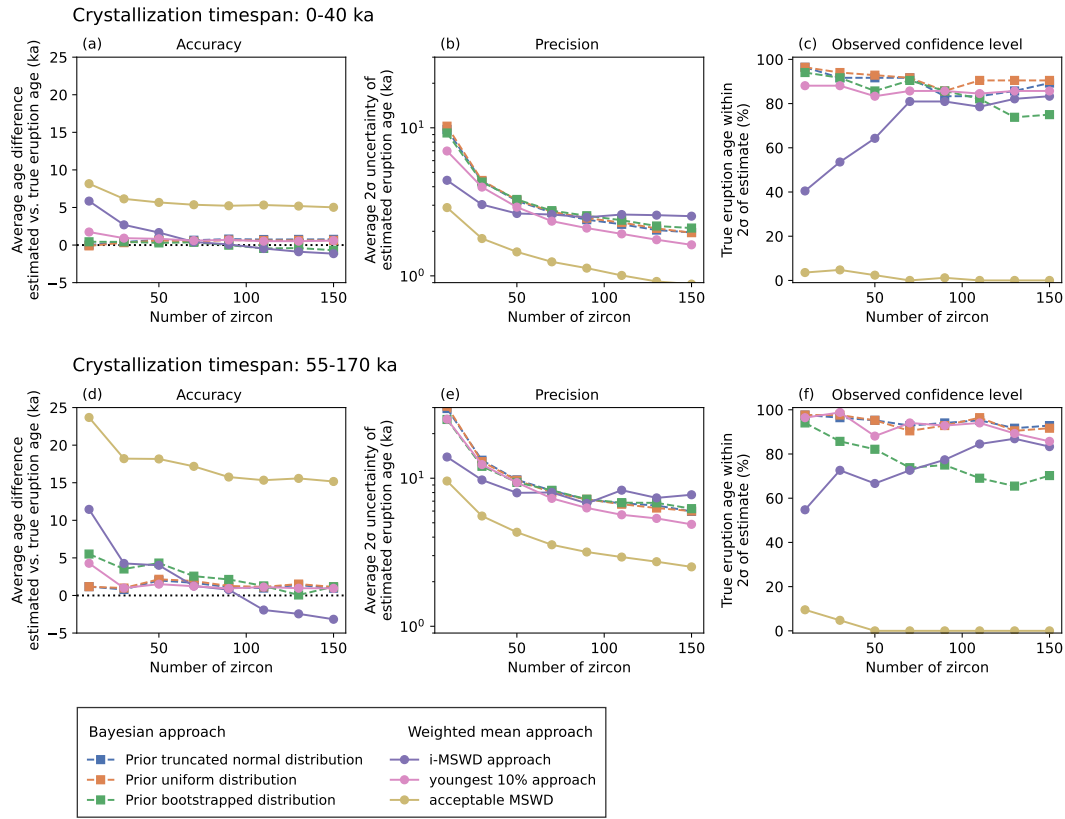 Crystallization timespan: 0-40 ka
(a) Accuracy
25
20
15
10
5
0
−5
50 100 150
Number of zircon
Average age difference
estimated vs. true eruption age (ka)
(b) Precision
10¹
10⁰
50 100 150
Number of zircon
Average 2σ uncertainty of
estimated eruption age (ka)
(c) Observed confidence level
100
80
60
40
20
0
50 100 150
Number of zircon
True eruption age within
2σ of estimate (%)
Crystallization timespan: 55-170 ka
(d) Accuracy
25
20
15
10
5
0
−5
50 100 150
Number of zircon
Average age difference
estimated vs. true eruption age (ka)
(e) Precision
10¹
10⁰
50 100 150
Number of zircon
Average 2σ uncertainty of
estimated eruption age (ka)
(f) Observed confidence level
100
80
60
40
20
0
50 100 150
Number of zircon
True eruption age within
2σ of estimate (%)
Bayesian approach
Prior truncated normal distribution
Prior uniform distribution
Prior bootstrapped distribution
Weighted mean approach
i-MSWD approach
youngest 10% approach
acceptable MSWD